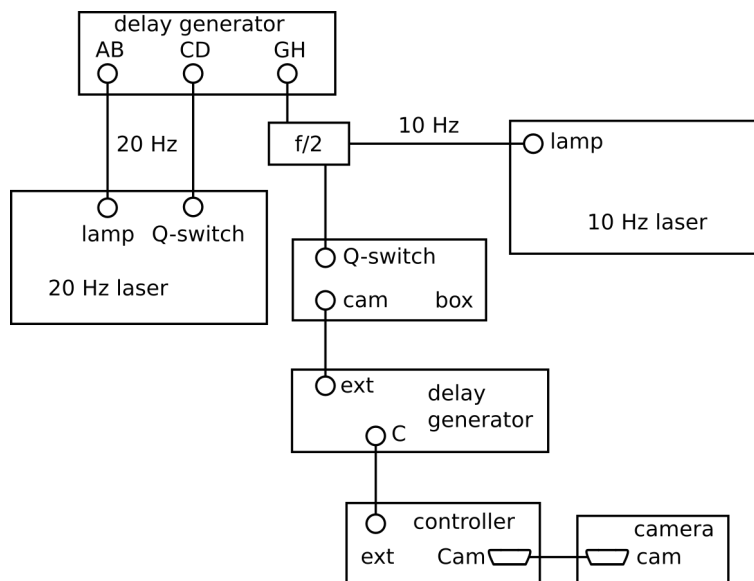 delay generator
AB CD GH
20 Hz
f/2
10 Hz
lamp
10 Hz laser
lamp Q-switch
20 Hz laser
Q-switch
cam box
ext
delay
generator
C
controller
ext Cam
camera
cam